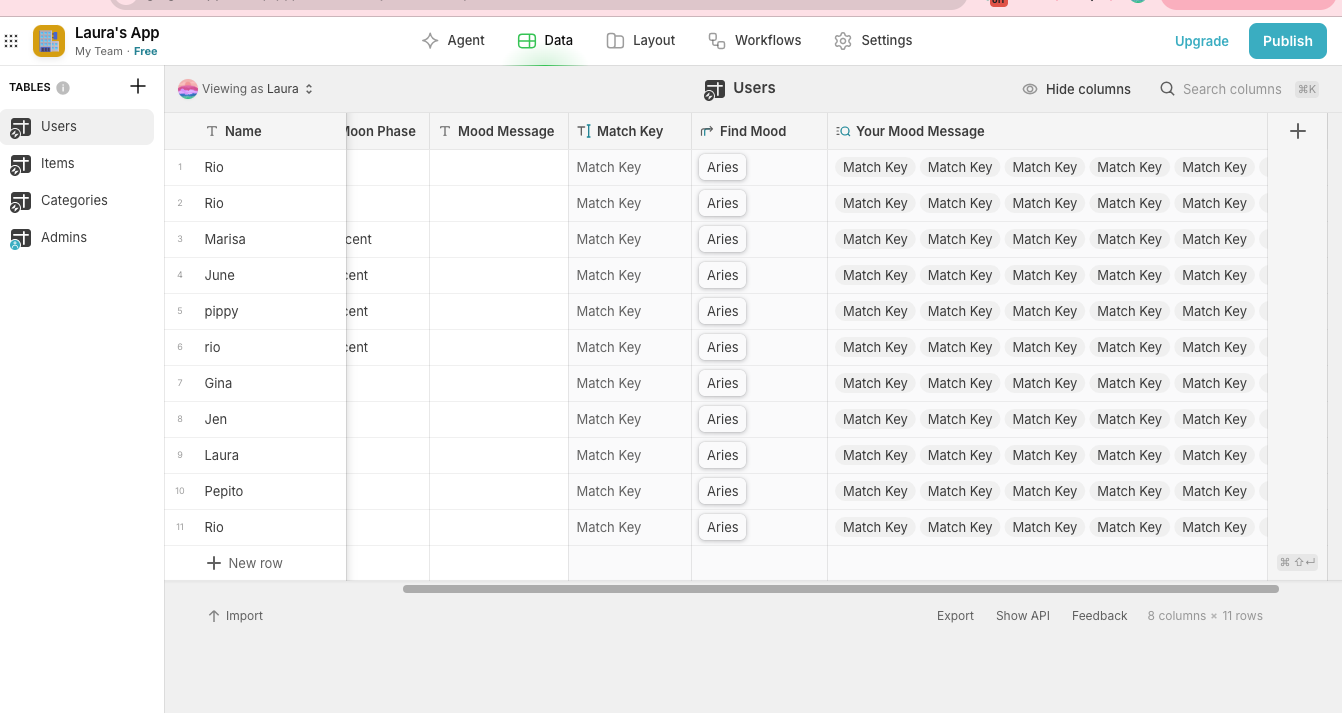 Laura's App
My Team · Free
Agent
Data
Layout
Workflows
Settings
Upgrade
Publish
TABLES
Users
Items
Categories
Admins
Viewing as Laura
Users
Hide columns
Search columns
⌘K
Name
Moon Phase
Mood Message
Match Key
Find Mood
Your Mood Message
1 Rio Match Key Aries Match Key Match Key Match Key Match Key Match Key
2 Rio Match Key Aries Match Key Match Key Match Key Match Key Match Key
3 Marisa cent Match Key Aries Match Key Match Key Match Key Match Key Match Key
4 June cent Match Key Aries Match Key Match Key Match Key Match Key Match Key
5 pippy cent Match Key Aries Match Key Match Key Match Key Match Key Match Key
6 rio cent Match Key Aries Match Key Match Key Match Key Match Key Match Key
7 Gina Match Key Aries Match Key Match Key Match Key Match Key Match Key
8 Jen Match Key Aries Match Key Match Key Match Key Match Key Match Key
9 Laura Match Key Aries Match Key Match Key Match Key Match Key Match Key
10 Pepito Match Key Aries Match Key Match Key Match Key Match Key Match Key
11 Rio Match Key Aries Match Key Match Key Match Key Match Key Match Key
New row
⌘ ⇧↵
Import
Export
Show API
Feedback
8 columns × 11 rows